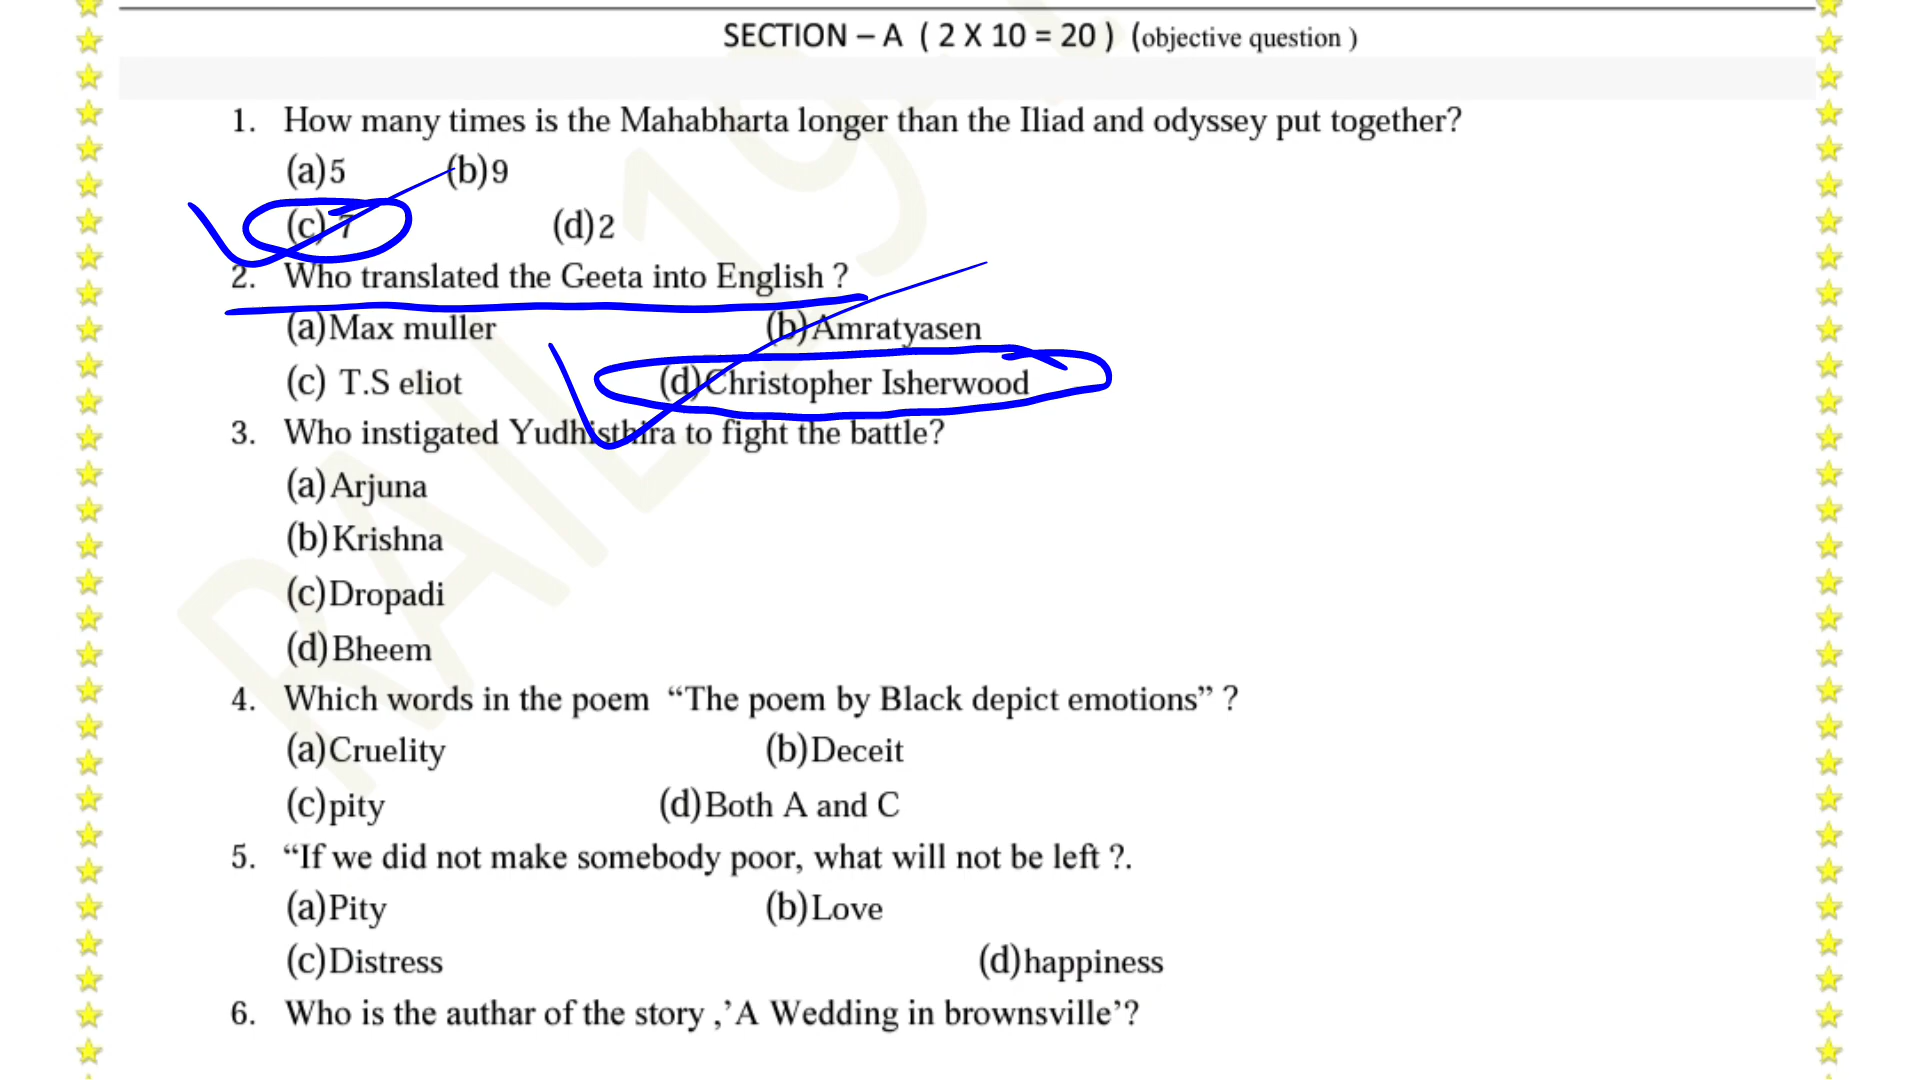 SECTION – A ( 2 X 10 = 20 ) (objective question )
1. How many times is the Mahabharta longer than the Iliad and odyssey put together?
(a)5 (b)9
(c) 7 (d)2
2. Who translated the Geeta into English ?
(a)Max muller (b)Amratyasen
(c) T.S eliot (d)Christopher Isherwood
3. Who instigated Yudhisthira to fight the battle?
(a)Arjuna
(b)Krishna
(c)Dropadi
(d)Bheem
4. Which words in the poem “The poem by Black depict emotions” ?
(a)Cruelity (b)Deceit
(c)pity (d)Both A and C
5. “If we did not make somebody poor, what will not be left ?.
(a)Pity (b)Love
(c)Distress (d)happiness
6. Who is the authar of the story ,’A Wedding in brownsville’?